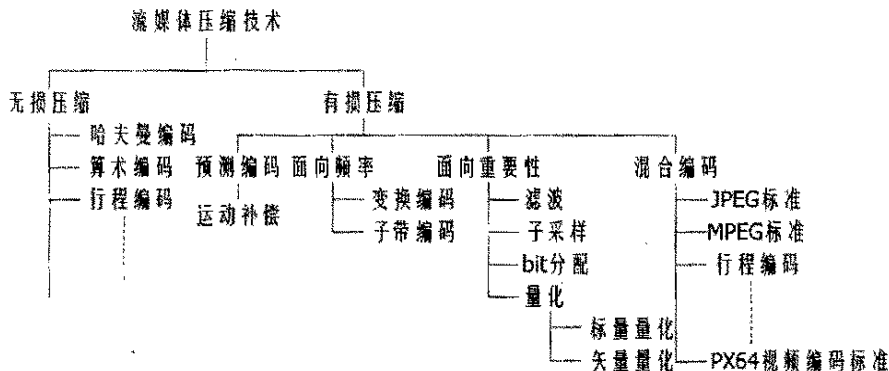 流媒体压缩技术
无损压缩
有损压缩
哈夫曼编码
算术编码
行程编码
预测编码
运动补偿
面向频率
变换编码
子带编码
面向重要性
滤波
子采样
bit分配
量化
标量量化
矢量量化
混合编码
JPEG标准
MPEG标准
行程编码
PX64视频编码标准